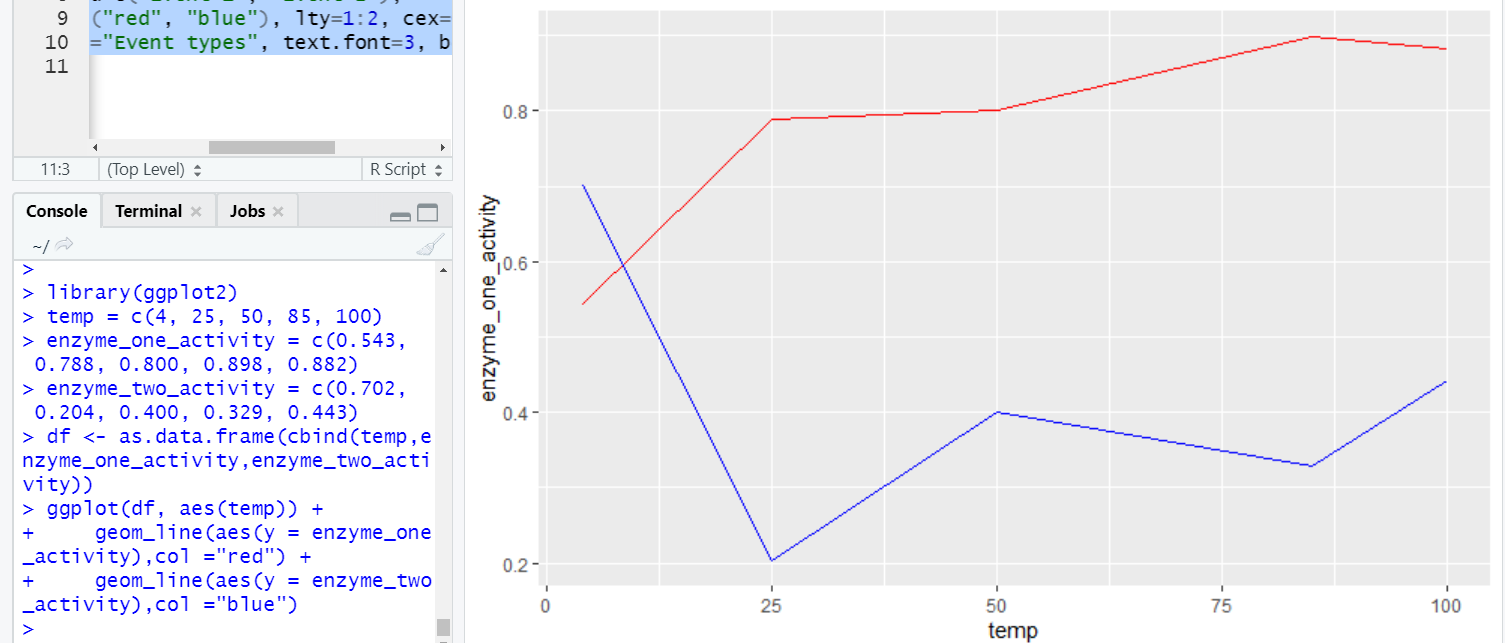 9 ("red", "blue"), lty=1:2, cex=
10 ="Event types", text.font=3, b
11
11:3 (Top Level) R Script
Console Terminal Jobs
~/
>
> library(ggplot2)
> temp = c(4, 25, 50, 85, 100)
> enzyme_one_activity = c(0.543,
0.788, 0.800, 0.898, 0.882)
> enzyme_two_activity = c(0.702,
0.204, 0.400, 0.329, 0.443)
> df <- as.data.frame(cbind(temp,e
nzyme_one_activity,enzyme_two_acti
vity))
> ggplot(df, aes(temp)) +
+ geom_line(aes(y = enzyme_one
_activity),col ="red") +
+ geom_line(aes(y = enzyme_two
_activity),col ="blue")
>
enzyme_one_activity
0.8
0.6
0.4
0.2
0 25 50 75 100
temp